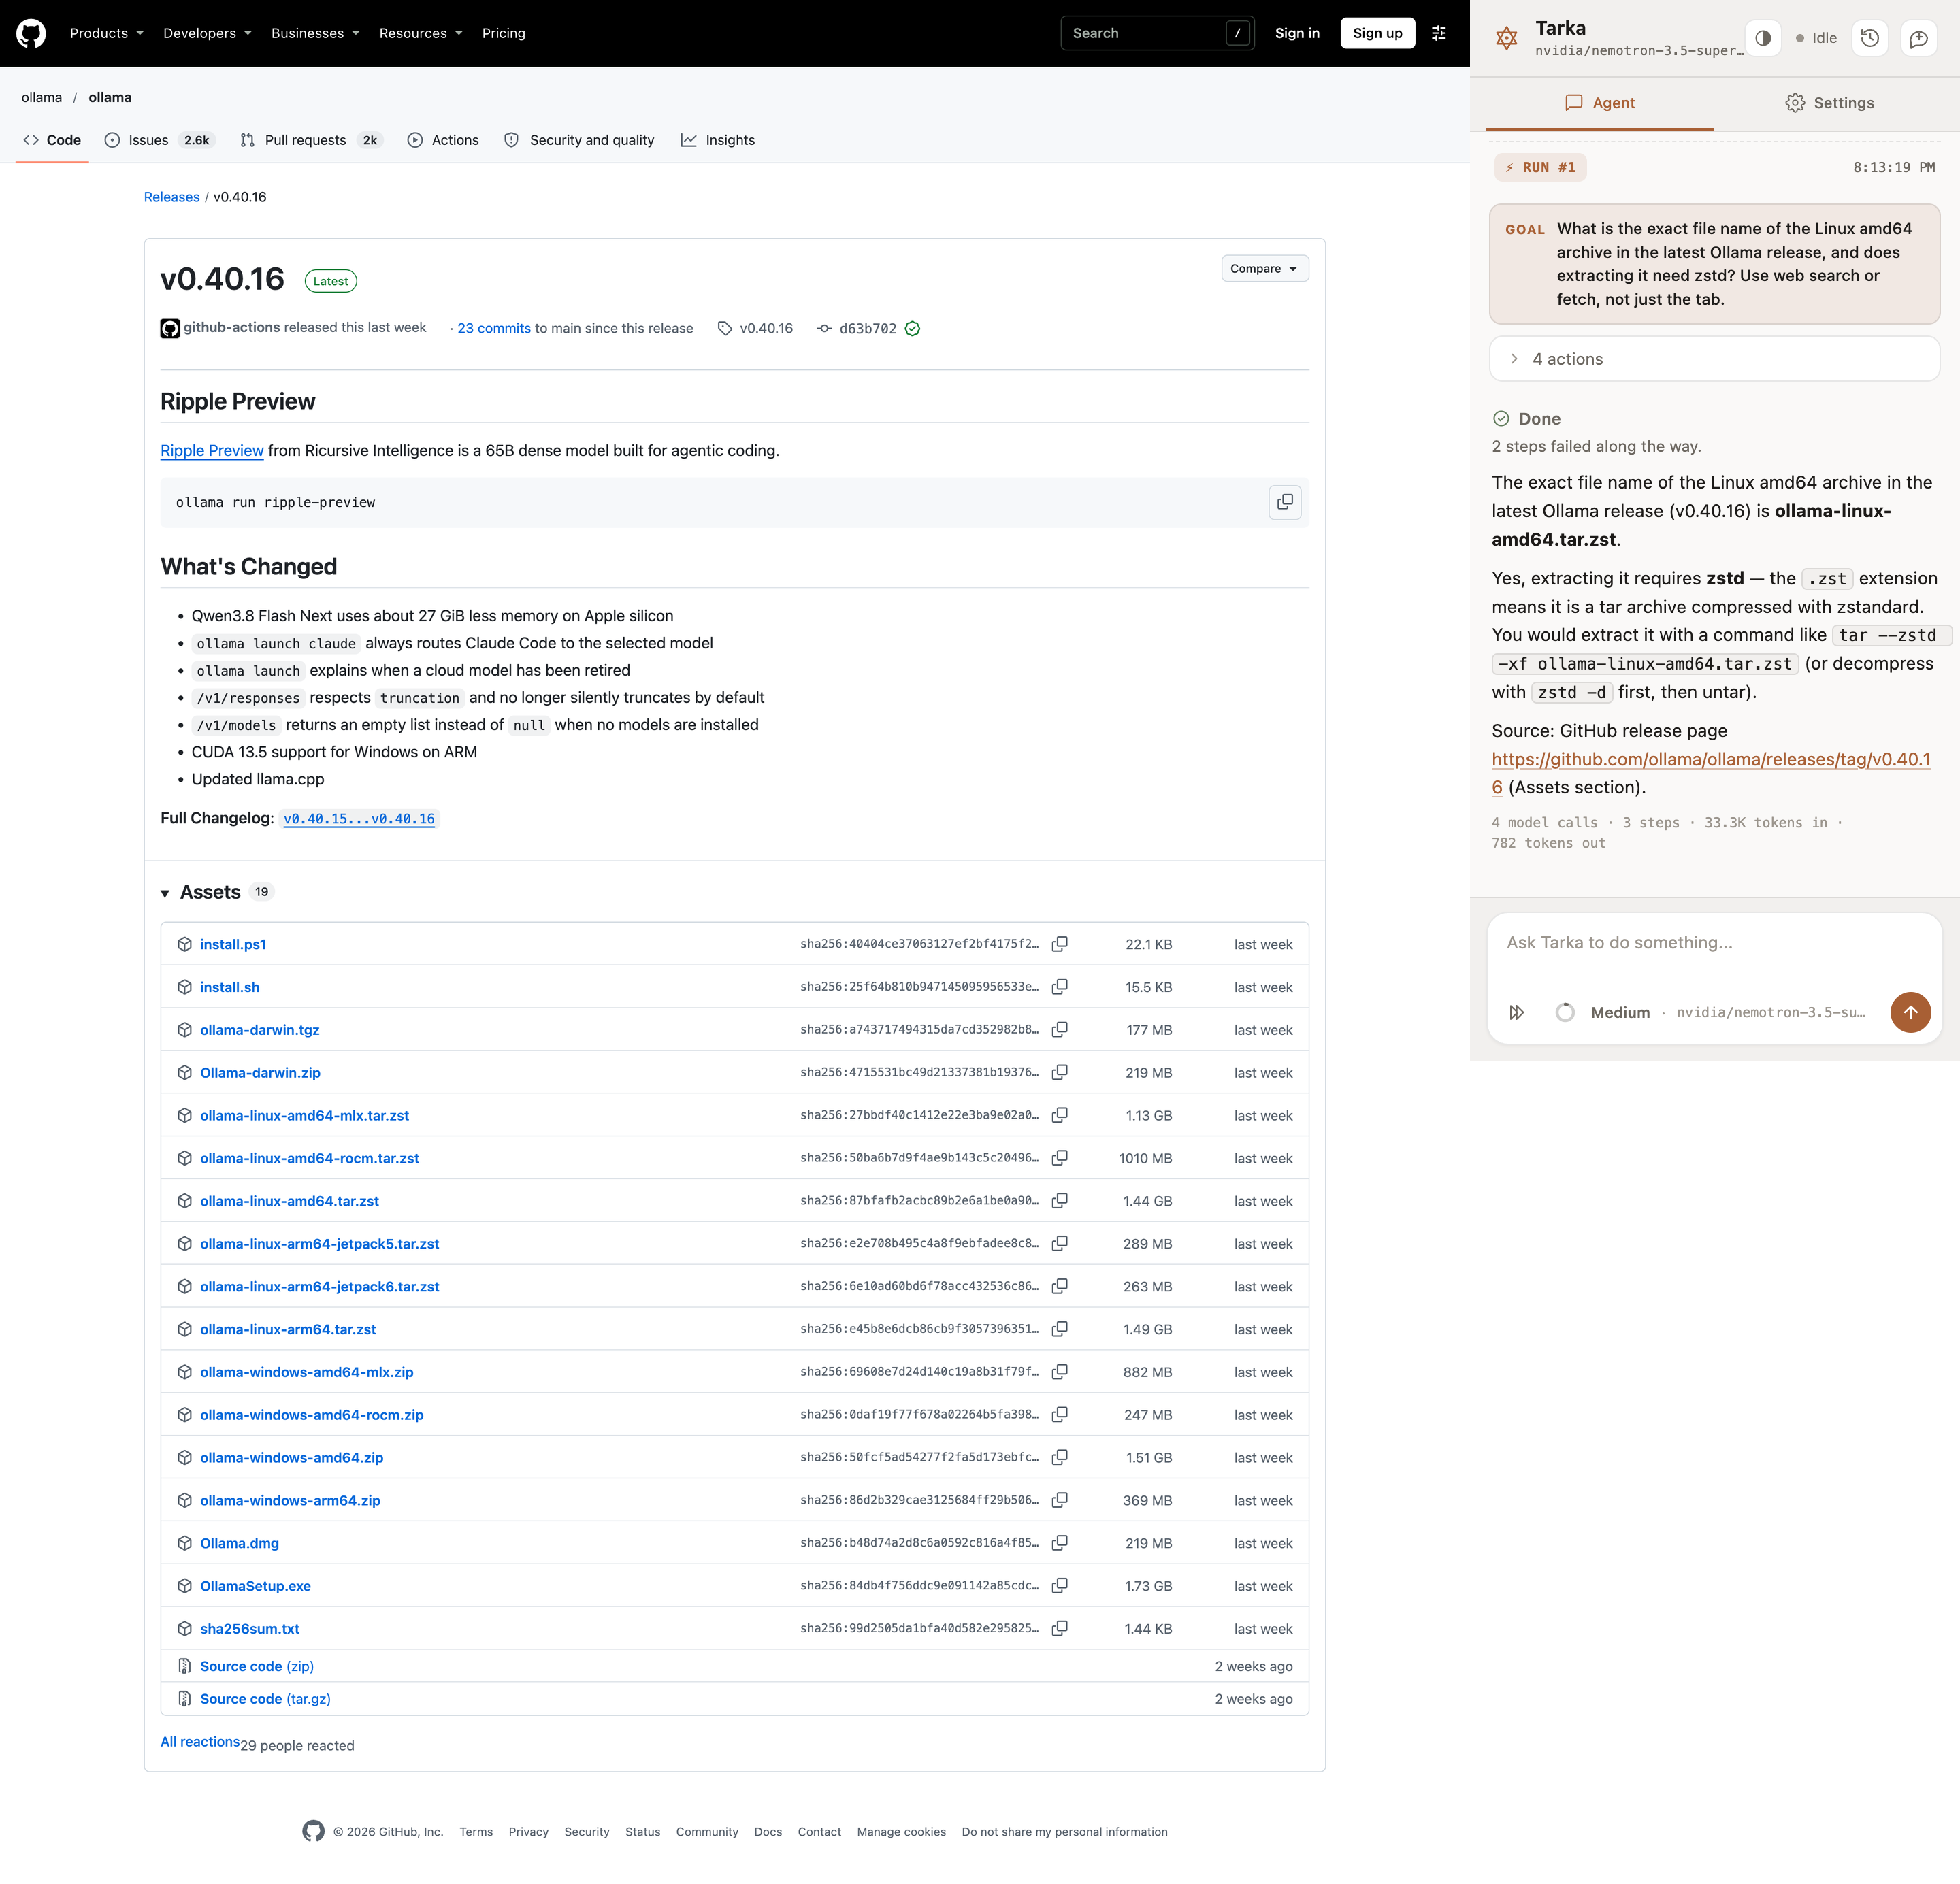 Products
Developers
Businesses
Resources
Pricing
Search
/
Sign in
Sign up
ollama / ollama
Code
Issues 2.6k
Pull requests 2k
Actions
Security and quality
Insights
Releases / v0.40.16
v0.40.16 Latest
Compare
github-actions released this last week · 23 commits to main since this release v0.40.16 d63b702
Ripple Preview
Ripple Preview from Ricursive Intelligence is a 65B dense model built for agentic coding.
ollama run ripple-preview
What's Changed
• Qwen3.8 Flash Next uses about 27 GiB less memory on Apple silicon
• ollama launch claude always routes Claude Code to the selected model
• ollama launch explains when a cloud model has been retired
• /v1/responses respects truncation and no longer silently truncates by default
• /v1/models returns an empty list instead of null when no models are installed
• CUDA 13.5 support for Windows on ARM
• Updated llama.cpp
Full Changelog: v0.40.15...v0.40.16
Assets 19
install.ps1 sha256:40404ce37063127ef2bf4175f2… 22.1 KB last week
install.sh sha256:25f64b810b947145095956533e… 15.5 KB last week
ollama-darwin.tgz sha256:a743717494315da7cd352982b8… 177 MB last week
Ollama-darwin.zip sha256:4715531bc49d21337381b19376… 219 MB last week
ollama-linux-amd64-mlx.tar.zst sha256:27bbdf40c1412e22e3ba9e02a0… 1.13 GB last week
ollama-linux-amd64-rocm.tar.zst sha256:50ba6b7d9f4ae9b143c5c20496… 1010 MB last week
ollama-linux-amd64.tar.zst sha256:87bfafb2acbc89b2e6a1be0a90… 1.44 GB last week
ollama-linux-arm64-jetpack5.tar.zst sha256:e2e708b495c4a8f9ebfadee8c8… 289 MB last week
ollama-linux-arm64-jetpack6.tar.zst sha256:6e10ad60bd6f78acc432536c86… 263 MB last week
ollama-linux-arm64.tar.zst sha256:e45b8e6dcb86cb9f3057396351… 1.49 GB last week
ollama-windows-amd64-mlx.zip sha256:69608e7d24d140c19a8b31f79f… 882 MB last week
ollama-windows-amd64-rocm.zip sha256:0daf19f77f678a02264b5fa398… 247 MB last week
ollama-windows-amd64.zip sha256:50fcf5ad54277f2fa5d173ebfc… 1.51 GB last week
ollama-windows-arm64.zip sha256:86d2b329cae3125684ff29b506… 369 MB last week
Ollama.dmg sha256:b48d74a2d8c6a0592c816a4f85… 219 MB last week
OllamaSetup.exe sha256:84db4f756ddc9e091142a85cdc… 1.73 GB last week
sha256sum.txt sha256:99d2505da1bfa40d582e295825… 1.44 KB last week
Source code (zip) 2 weeks ago
Source code (tar.gz) 2 weeks ago
All reactions 29 people reacted
© 2026 GitHub, Inc. Terms Privacy Security Status Community Docs Contact Manage cookies Do not share my personal information
Tarka
nvidia/nemotron-3.5-super…
Idle
Agent
Settings
RUN #1
8:13:19 PM
GOAL What is the exact file name of the Linux amd64
archive in the latest Ollama release, and does
extracting it need zstd? Use web search or
fetch, not just the tab.
4 actions
Done
2 steps failed along the way.
The exact file name of the Linux amd64 archive in the
latest Ollama release (v0.40.16) is ollama-linux-
amd64.tar.zst.
Yes, extracting it requires zstd — the .zst extension
means it is a tar archive compressed with zstandard.
You would extract it with a command like tar --zstd
-xf ollama-linux-amd64.tar.zst (or decompress
with zstd -d first, then untar).
Source: GitHub release page
https://github.com/ollama/ollama/releases/tag/v0.40.1
6 (Assets section).
4 model calls · 3 steps · 33.3K tokens in ·
782 tokens out
Ask Tarka to do something...
Medium · nvidia/nemotron-3.5-su…